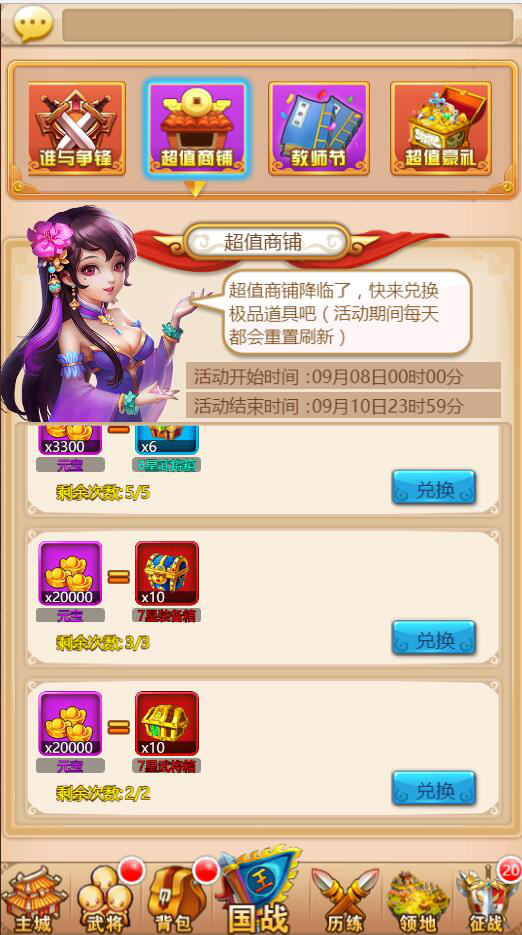 谁与争锋
超值商铺
教师节
超值豪礼
超值商铺
超值商铺降临了，快来兑换
极品道具吧（活动期间每天
都会重置刷新）
活动开始时间：09月08日00时00分
活动结束时间：09月10日23时59分
x3300
x6
元宝
6星武将箱
剩余次数:5/5
兑换
x20000
x10
元宝
7星装备箱
剩余次数:3/3
兑换
x20000
x10
元宝
7星武将箱
剩余次数:2/2
兑换
王
20
主城
武将
背包
国战
历练
领地
征战